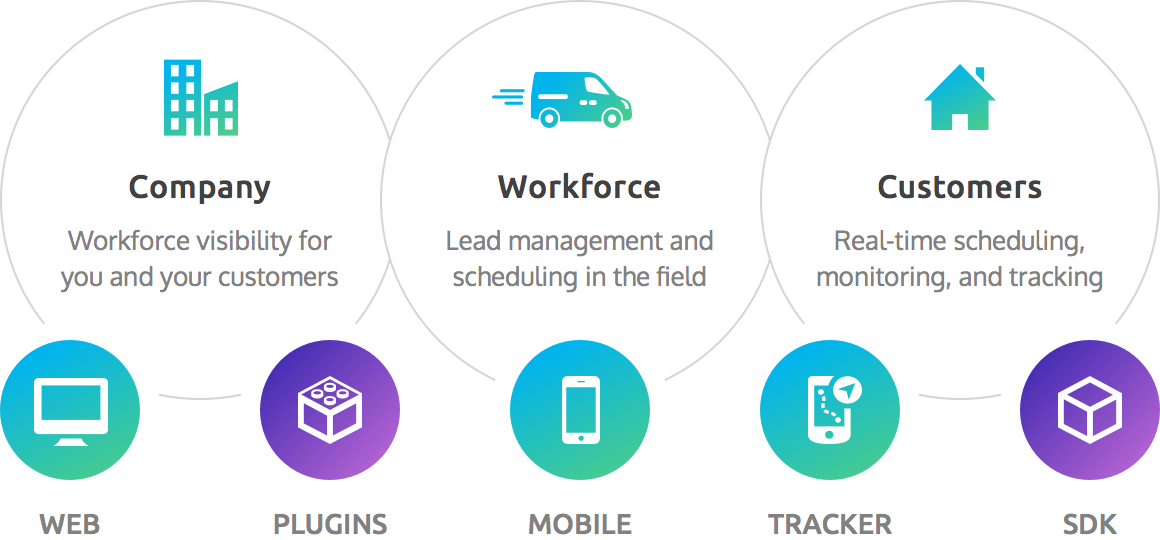 Company
Workforce visibility for
you and your customers
Workforce
Lead management and
scheduling in the field
Customers
Real-time scheduling,
monitoring, and tracking
WEB
PLUGINS
MOBILE
TRACKER
SDK